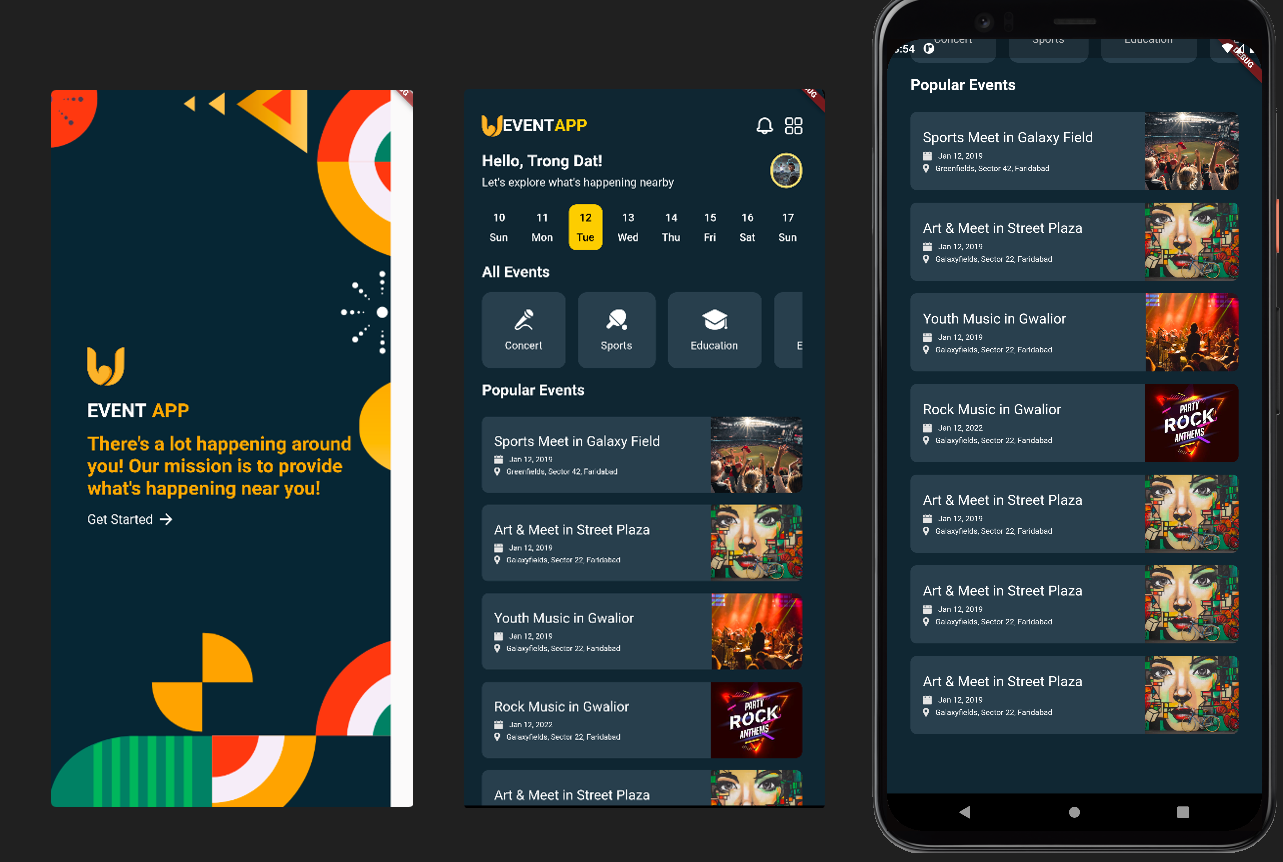 EVENT APP
There's a lot happening around
you! Our mission is to provide
what's happening near you!
Get Started
EVENTAPP
Hello, Trong Dat!
Let's explore what's happening nearby
10 11 12 13 14 15 16 17
Sun Mon Tue Wed Thu Fri Sat Sun
All Events
Concert Sports Education E
Popular Events
Sports Meet in Galaxy Field
Jan 12, 2019
Greenfields, Sector 42, Faridabad
Art & Meet in Street Plaza
Jan 12, 2019
Galaxyfields, Sector 22, Faridabad
Youth Music in Gwalior
Jan 12, 2019
Galaxyfields, Sector 22, Faridabad
Rock Music in Gwalior
Jan 12, 2022
Galaxyfields, Sector 22, Faridabad
PARTY
ROCK
ANTHEMS
Art & Meet in Street Plaza
:54
DEBUG
Concert Sports Education
Popular Events
Sports Meet in Galaxy Field
Jan 12, 2019
Greenfields, Sector 42, Faridabad
Art & Meet in Street Plaza
Jan 12, 2019
Galaxyfields, Sector 22, Faridabad
Youth Music in Gwalior
Jan 12, 2019
Galaxyfields, Sector 22, Faridabad
Rock Music in Gwalior
Jan 12, 2022
Galaxyfields, Sector 22, Faridabad
PARTY
ROCK
ANTHEMS
Art & Meet in Street Plaza
Jan 12, 2019
Galaxyfields, Sector 22, Faridabad
Art & Meet in Street Plaza
Jan 12, 2019
Galaxyfields, Sector 22, Faridabad
Art & Meet in Street Plaza
Jan 12, 2019
Galaxyfields, Sector 22, Faridabad